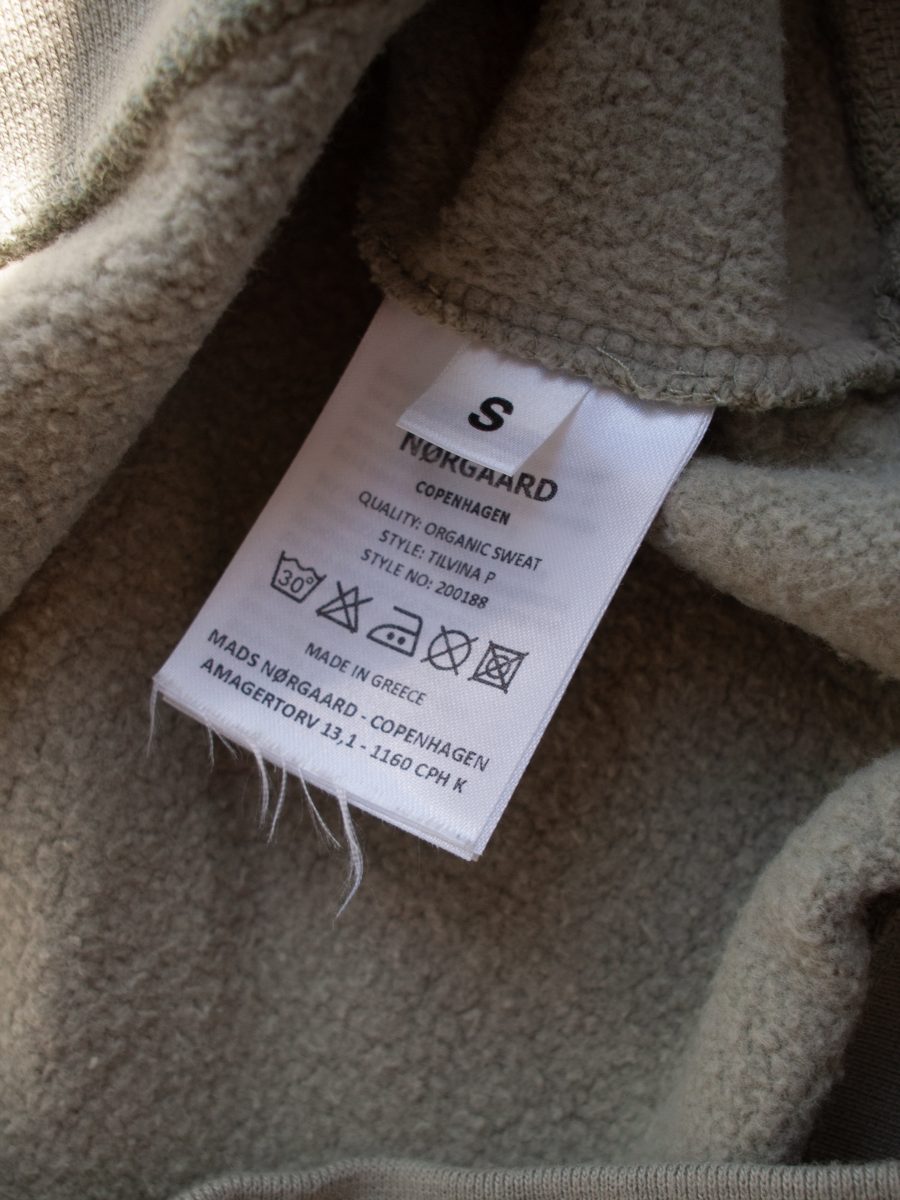 S
NØRGAARD
COPENHAGEN
QUALITY: ORGANIC SWEAT
STYLE: TILVINA P
STYLE NO: 200188
30°
MADE IN GREECE
MADS NØRGAARD - COPENHAGEN
AMAGERTORV 13,1 - 1160 CPH K